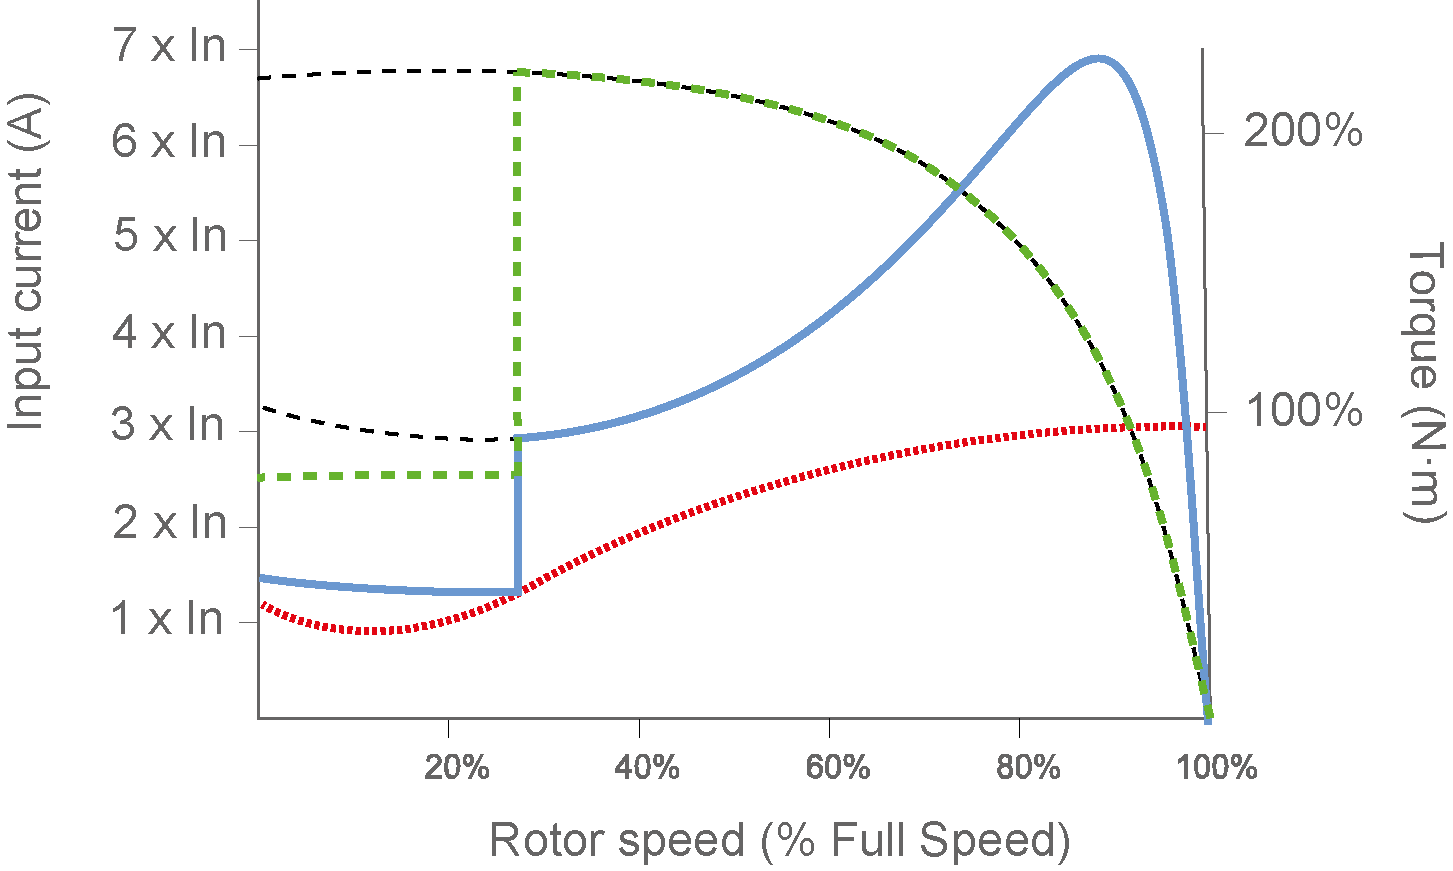 7 x In
6 x In
5 x In
4 x In
3 x In
2 x In
1 x In
Input current (A)
200%
100%
Torque (N·m)
20%
40%
60%
80%
100%
Rotor speed (% Full Speed)